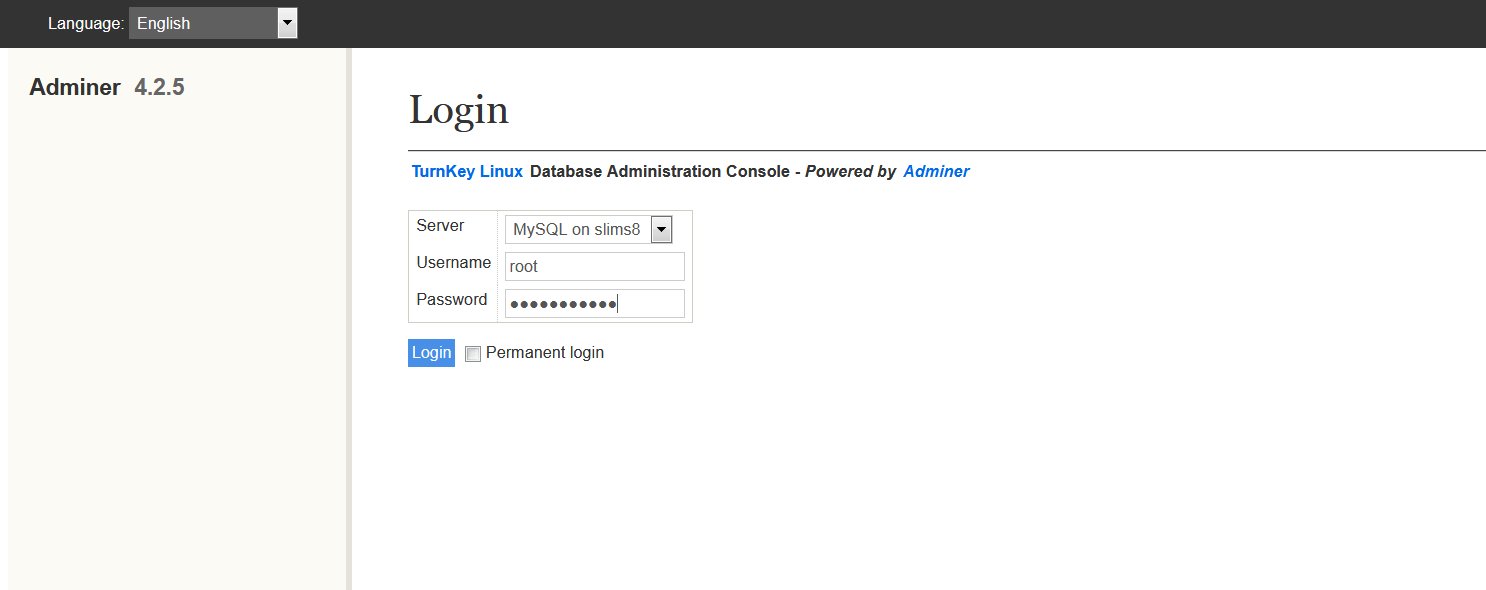 Language: English
Adminer 4.2.5
Login
TurnKey Linux Database Administration Console - Powered by Adminer
Server MySQL on slims8
Username root
Password •••••••••••
Login Permanent login